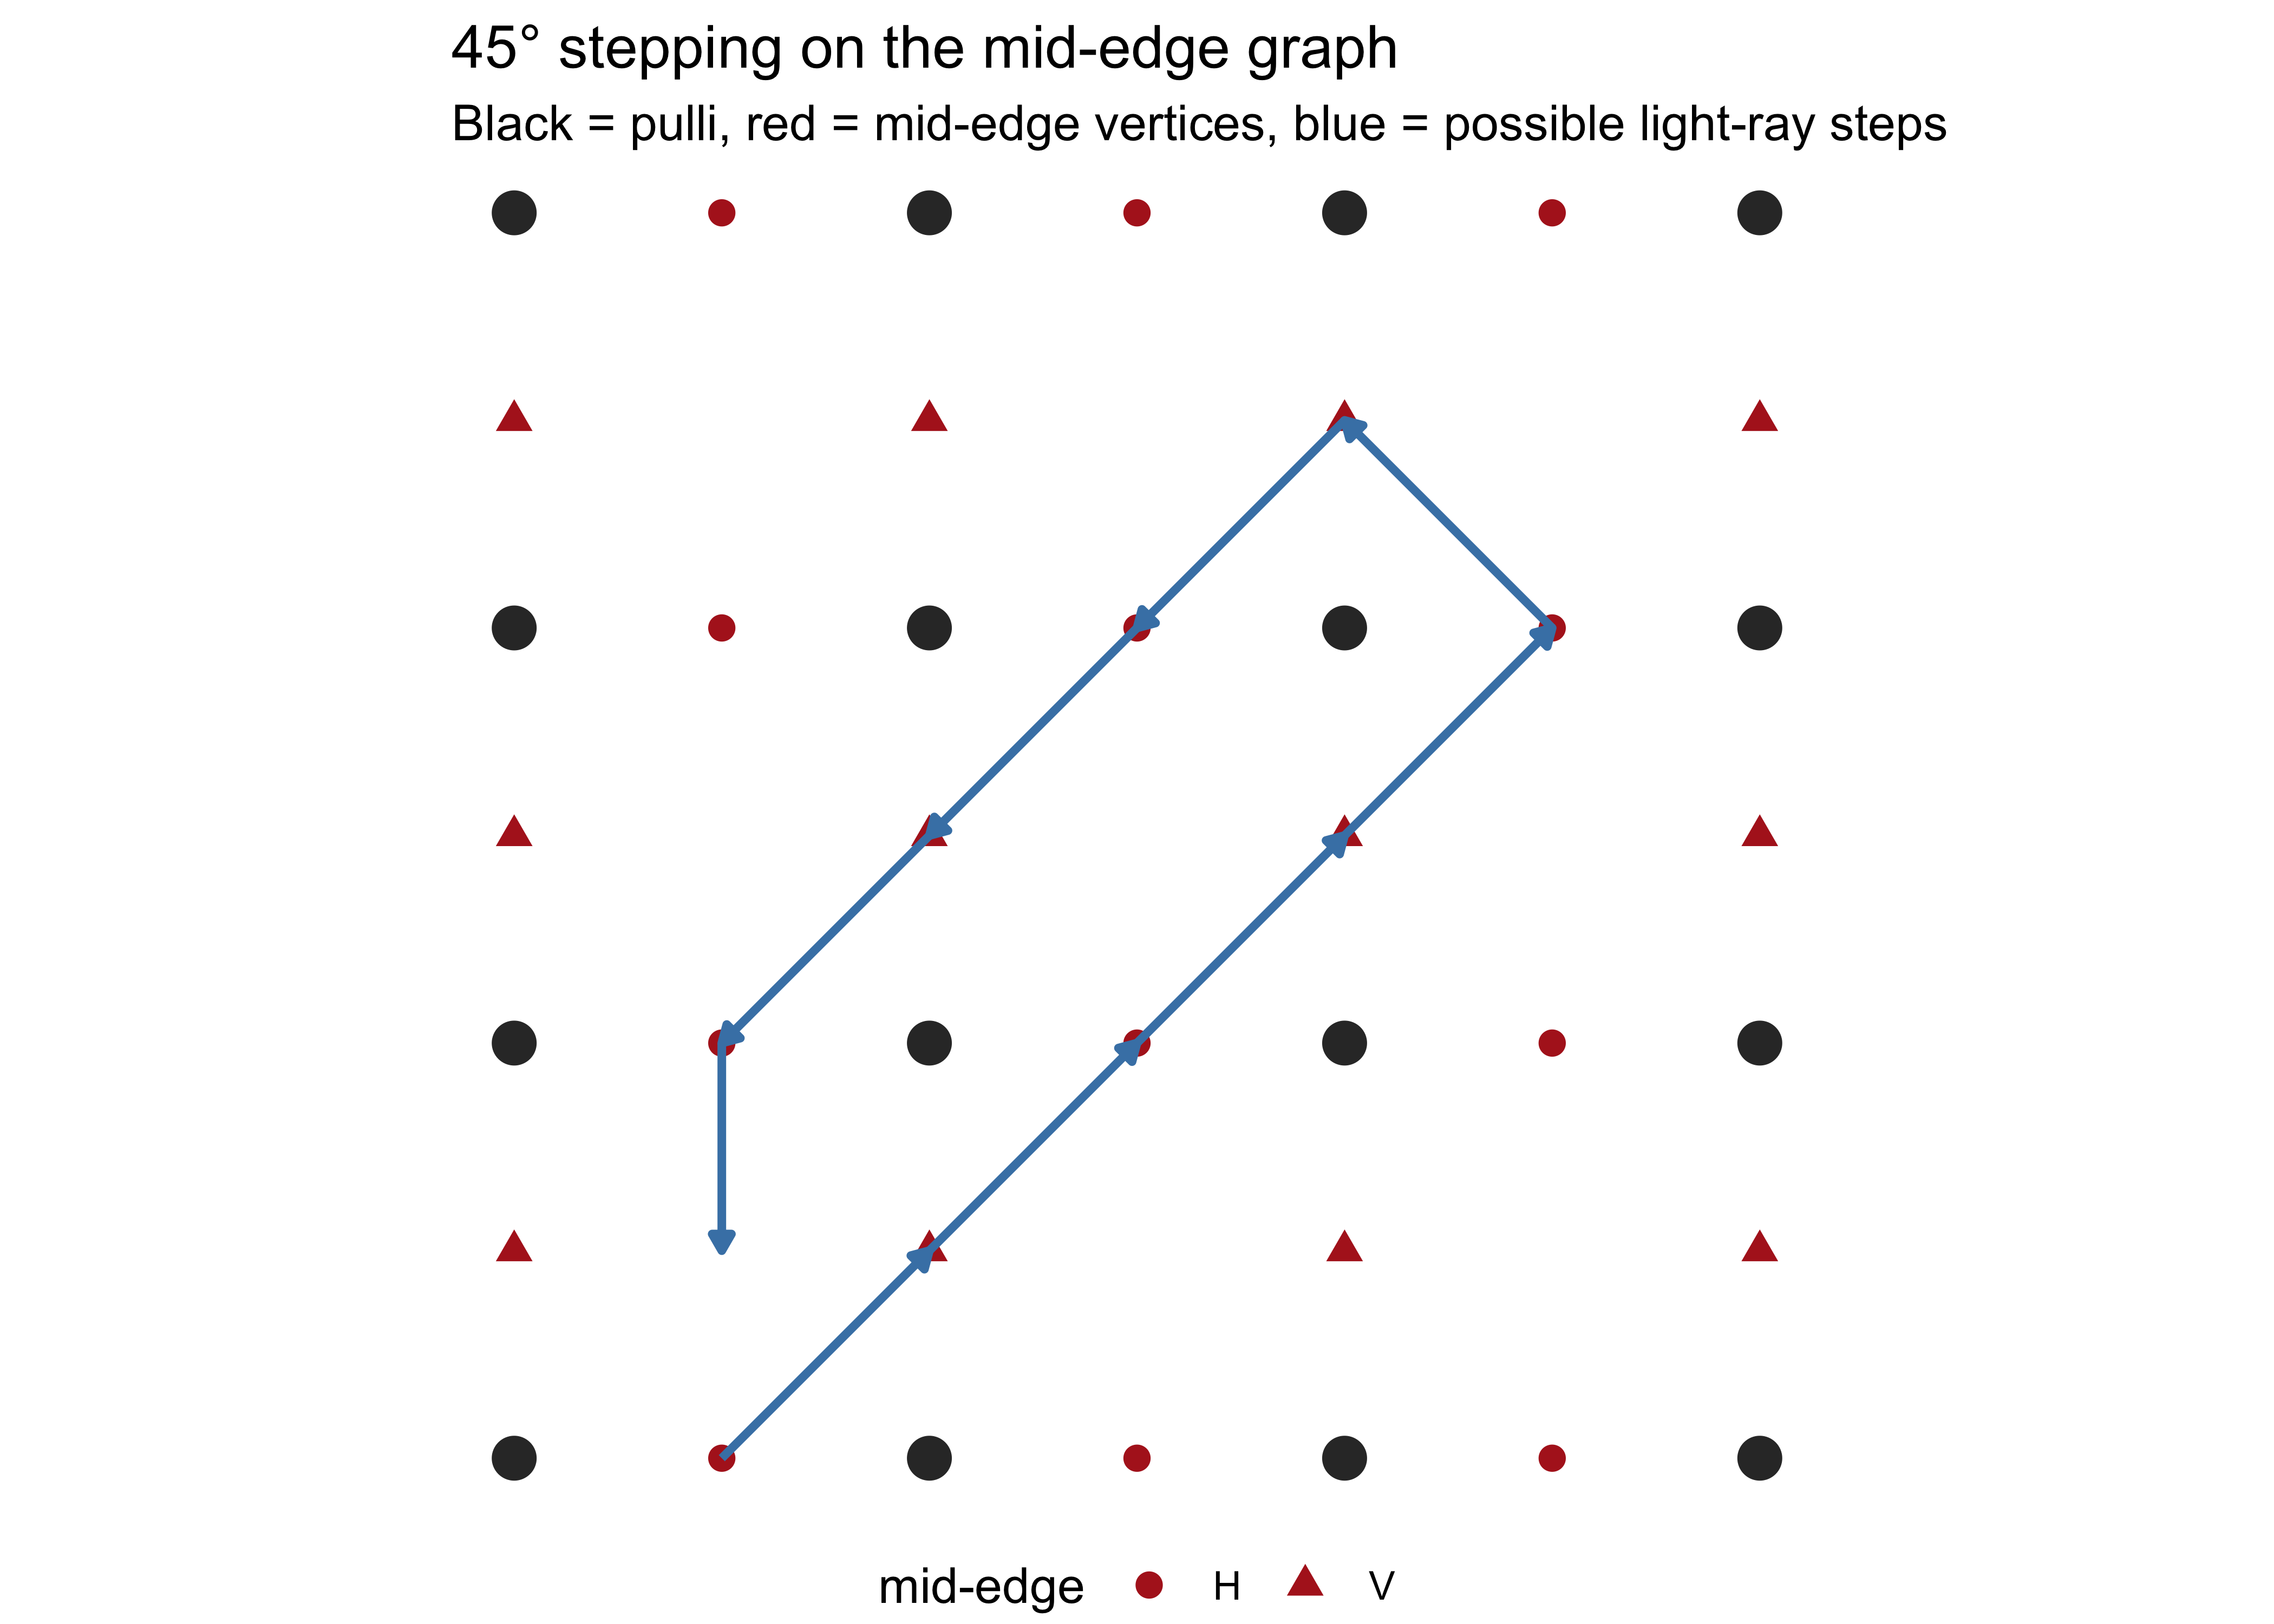 45° stepping on the mid-edge graph
Black = pulli, red = mid-edge vertices, blue = possible light-ray steps
mid-edge H V